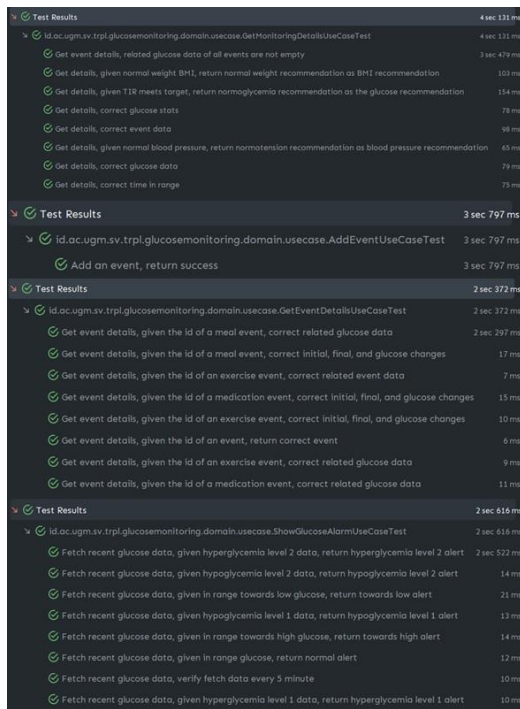 Test Results 4 sec 131 ms
id.ac.ugm.sv.trpl.glucosemonitoring.domain.usecase.GetMonitoringDetailsUseCaseTest 4 sec 131 ms
Get event details, related glucose data of all events are not empty 3 sec 479 ms
Get details, given normal weight BMI, return normal weight recommendation as BMI recommendation 103 ms
Get details, given TIR meets target, return normoglycemia recommendation as the glucose recommendation 154 ms
Get details, correct glucose stats 78 ms
Get details, correct event data 98 ms
Get details, given normal blood pressure, return normotension recommendation as blood pressure recommendation 65 ms
Get details, correct glucose data 79 ms
Get details, correct time in range 75 ms
Test Results 3 sec 797 ms
id.ac.ugm.sv.trpl.glucosemonitoring.domain.usecase.AddEventUseCaseTest 3 sec 797 ms
Add an event, return success 3 sec 797 ms
Test Results 2 sec 372 ms
id.ac.ugm.sv.trpl.glucosemonitoring.domain.usecase.GetEventDetailsUseCaseTest 2 sec 372 ms
Get event details, given the id of a meal event, correct related glucose data 2 sec 297 ms
Get event details, given the id of a meal event, correct initial, final, and glucose changes 17 ms
Get event details, given the id of an exercise event, correct related event data 7 ms
Get event details, given the id of a medication event, correct initial, final, and glucose changes 15 ms
Get event details, given the id of an exercise event, correct initial, final, and glucose changes 10 ms
Get event details, given the id of an event, return correct event 6 ms
Get event details, given the id of an exercise event, correct related glucose data 9 ms
Get event details, given the id of a medication event, correct related glucose data 11 ms
Test Results 2 sec 616 ms
id.ac.ugm.sv.trpl.glucosemonitoring.domain.usecase.ShowGlucoseAlarmUseCaseTest 2 sec 616 ms
Fetch recent glucose data, given hyperglycemia level 2 data, return hyperglycemia level 2 alert 2 sec 522 ms
Fetch recent glucose data, given hypoglycemia level 2 data, return hypoglycemia level 2 alert 14 ms
Fetch recent glucose data, given in range towards low glucose, return towards low alert 21 ms
Fetch recent glucose data, given hypoglycemia level 1 data, return hypoglycemia level 1 alert 13 ms
Fetch recent glucose data, given in range towards high glucose, return towards high alert 14 ms
Fetch recent glucose data, given in range glucose, return normal alert 12 ms
Fetch recent glucose data, verify fetch data every 5 minute 10 ms
Fetch recent glucose data, given hyperglycemia level 1 data, return hyperglycemia level 1 alert 10 ms